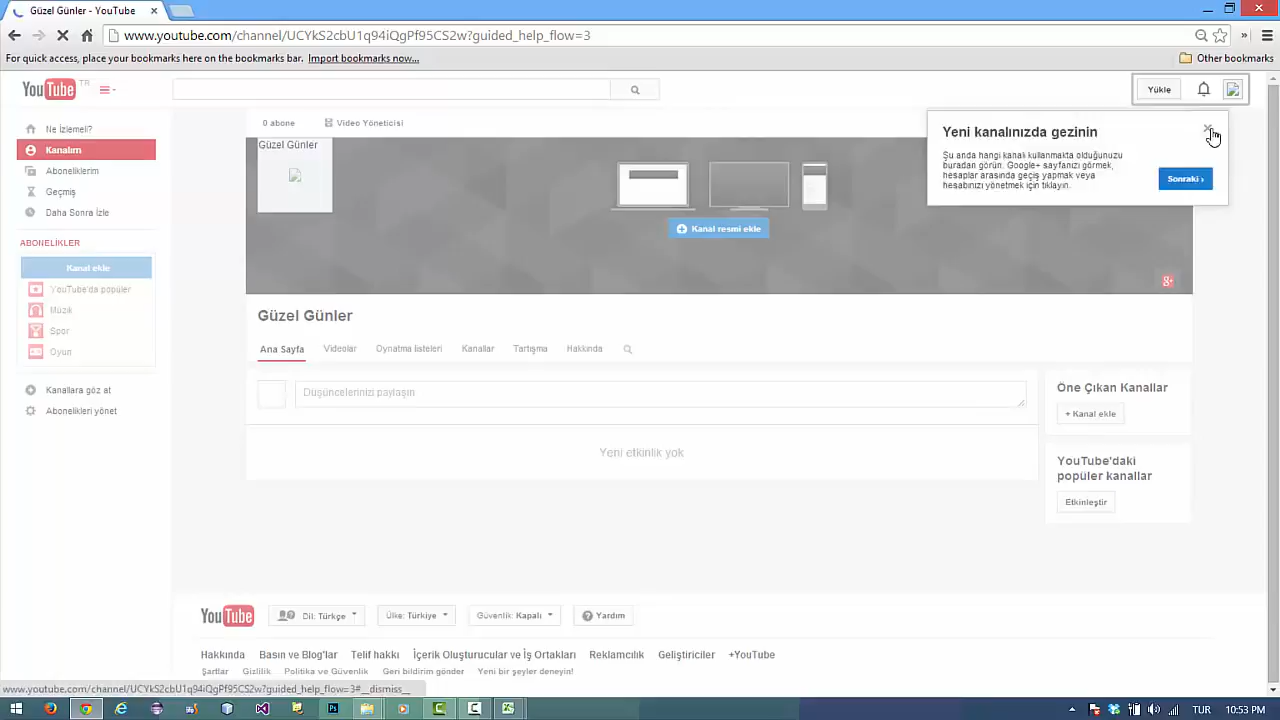 Güzel Günler - YouTube
www.youtube.com/channel/UCYkS2cbU1q94iQgPf95CS2w?guided_help_flow=3
For quick access, place your bookmarks here on the bookmarks bar. Import bookmarks now...
Other bookmarks
YouTube TR
Yükle
0 abone
Video Yöneticisi
Yeni kanalınızda gezinin
Şu anda hangi kanalı kullanmakta olduğunuzu
buradan görün. Google+ sayfanızı görmek,
hesaplar arasında geçiş yapmak veya
hesabınızı yönetmek için tıklayın.
Sonraki ›
Ne İzlemeli?
Kanalım
Aboneliklerim
Geçmiş
Daha Sonra İzle
ABONELİKLER
Kanal ekle
YouTube'da popüler
Müzik
Spor
Oyun
Kanallara göz at
Abonelikleri yönet
Güzel Günler
Kanal resmi ekle
g+
Güzel Günler
Ana Sayfa
Videolar
Oynatma listeleri
Kanallar
Tartışma
Hakkında
Düşüncelerinizi paylaşın
Yeni etkinlik yok
Öne Çıkan Kanallar
+ Kanal ekle
YouTube'daki
popüler kanallar
Etkinleştir
YouTube
Dil: Türkçe
Ülke: Türkiye
Güvenlik: Kapalı
Yardım
Hakkında
Basın ve Blog'lar
Telif hakkı
İçerik Oluşturucular ve İş Ortakları
Reklamcılık
Geliştiriciler
+YouTube
Şartlar
Gizlilik
Politika ve Güvenlik
Geri bildirim gönder
Yeni bir şeyler deneyin!
www.youtube.com/channel/UCYkS2cbU1q94iQgPf95CS2w?guided_help_flow=3#__dismiss__
Ps
TUR
10:53 PM